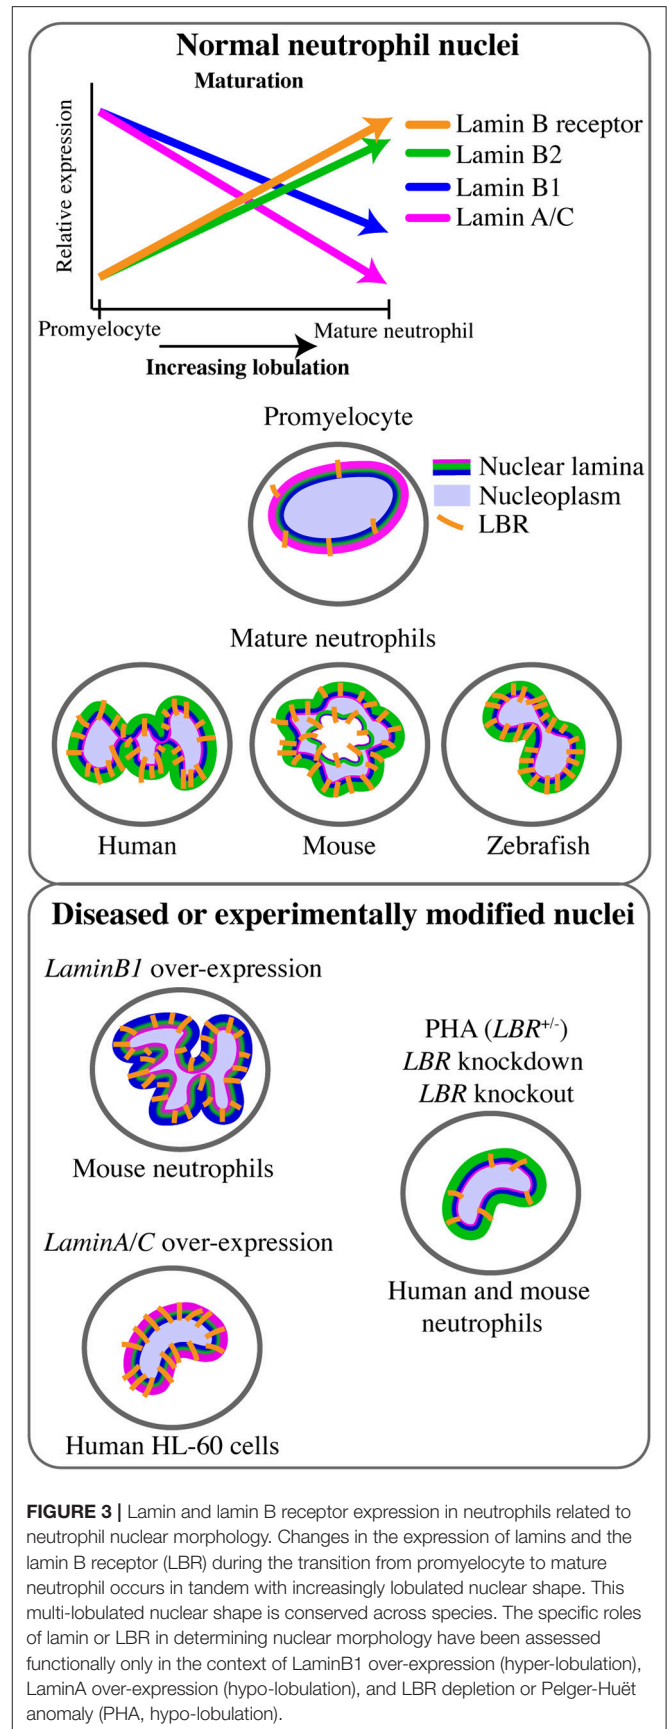 Normal neutrophil nuclei
Maturation
Relative expression
Lamin B receptor
Lamin B2
Lamin B1
Lamin A/C
Promyelocyte
Mature neutrophil
Increasing lobulation
Promyelocyte
Nuclear lamina
Nucleoplasm
LBR
Mature neutrophils
Human
Mouse
Zebrafish
Diseased or experimentally modified nuclei
LaminB1 over-expression
Mouse neutrophils
PHA (LBR+/-)
LBR knockdown
LBR knockout
Human and mouse
neutrophils
LaminA/C over-expression
Human HL-60 cells
FIGURE 3 | Lamin and lamin B receptor expression in neutrophils related to
neutrophil nuclear morphology. Changes in the expression of lamins and the
lamin B receptor (LBR) during the transition from promyelocyte to mature
neutrophil occurs in tandem with increasingly lobulated nuclear shape. This
multi-lobulated nuclear shape is conserved across species. The specific roles
of lamin or LBR in determining nuclear morphology have been assessed
functionally only in the context of LaminB1 over-expression (hyper-lobulation),
LaminA over-expression (hypo-lobulation), and LBR depletion or Pelger-Huët
anomaly (PHA, hypo-lobulation).